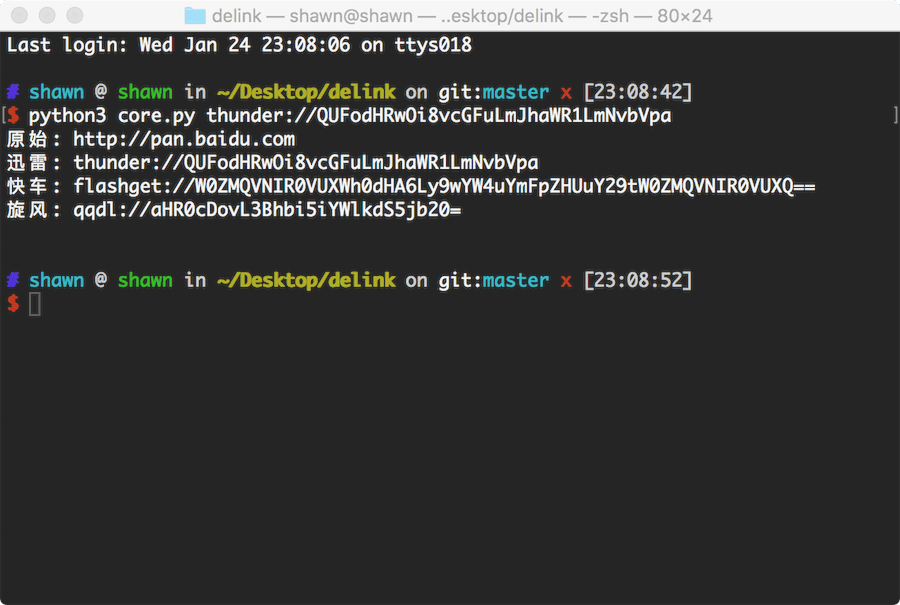 delink — shawn@shawn — ..esktop/delink — -zsh — 80×24
Last login: Wed Jan 24 23:08:06 on ttys018
# shawn @ shawn in ~/Desktop/delink on git:master x [23:08:42]
[$ python3 core.py thunder://QUFodHRwOi8vcGFuLmJhaWR1LmNvbVpa ]
原始: http://pan.baidu.com
迅雷: thunder://QUFodHRwOi8vcGFuLmJhaWR1LmNvbVpa
快车: flashget://W0ZMQVNIR0VUXWh0dHA6Ly9wYW4uYmFpZHUuY29tW0ZMQVNIR0VUXQ==
旋风: qqdl://aHR0cDovL3Bhbi5iYWlkdS5jb20=
# shawn @ shawn in ~/Desktop/delink on git:master x [23:08:52]
$